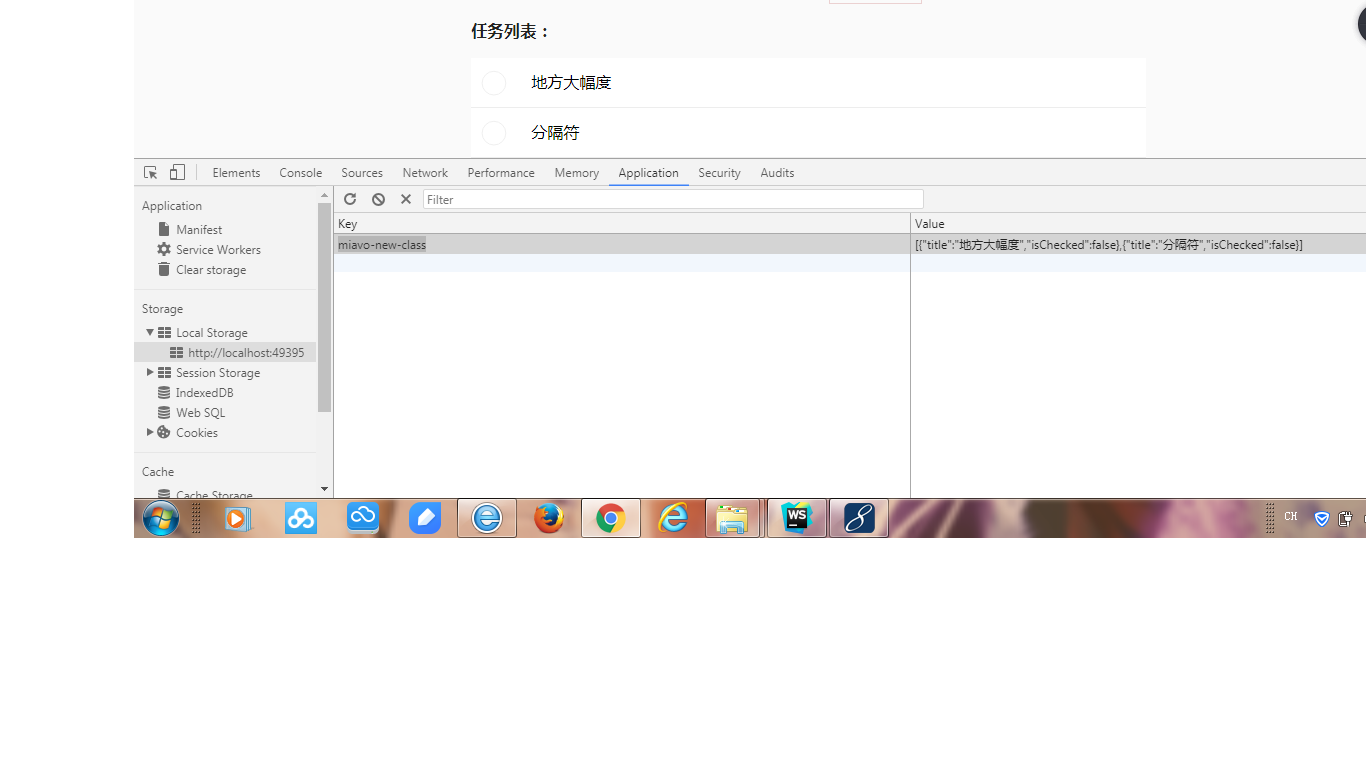 任务列表：
地方大幅度
分隔符
Elements Console Sources Network Performance Memory Application Security Audits
Application
Manifest
Service Workers
Clear storage
Storage
Local Storage
http://localhost:49395
Session Storage
IndexedDB
Web SQL
Cookies
Cache
Cache Storage
Filter
Key Value
miavo-new-class [{"title":"地方大幅度","isChecked":false},{"title":"分隔符","isChecked":false}]
WS
CH